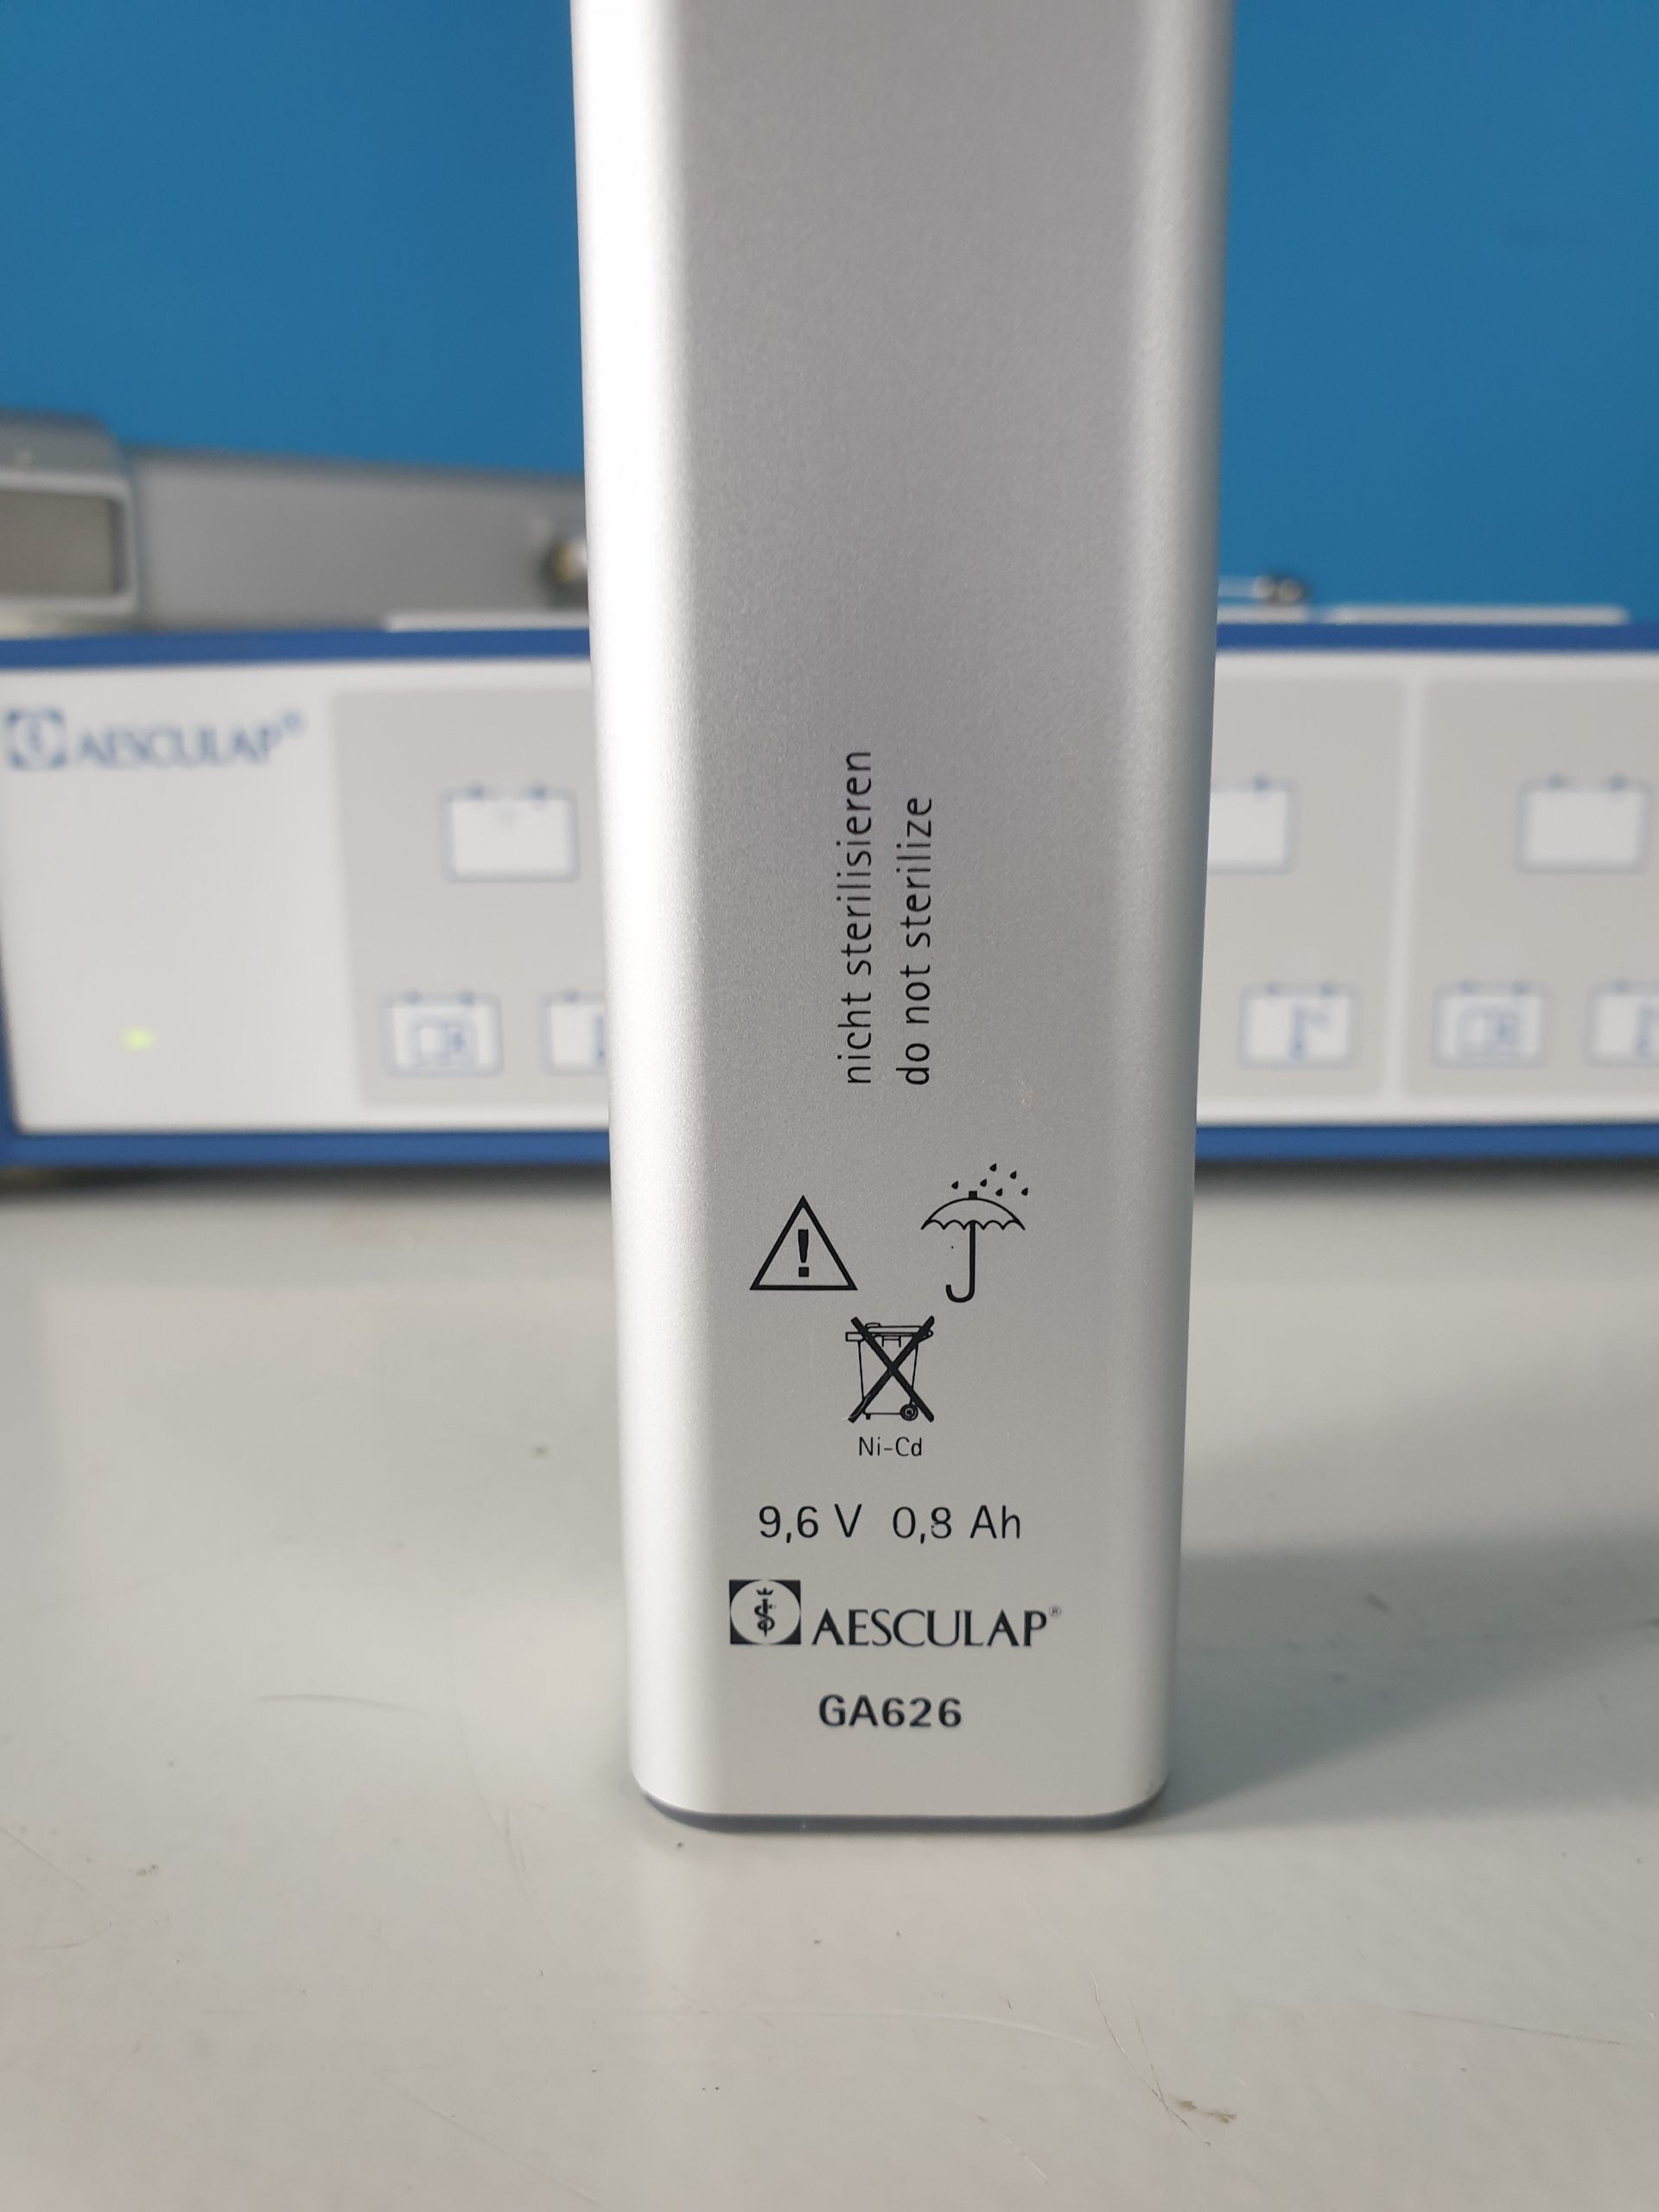 AESCULAP®
nicht sterilisieren
do not sterilize
Ni-Cd
9,6 V 0,8 Ah
AESCULAP®
GA626